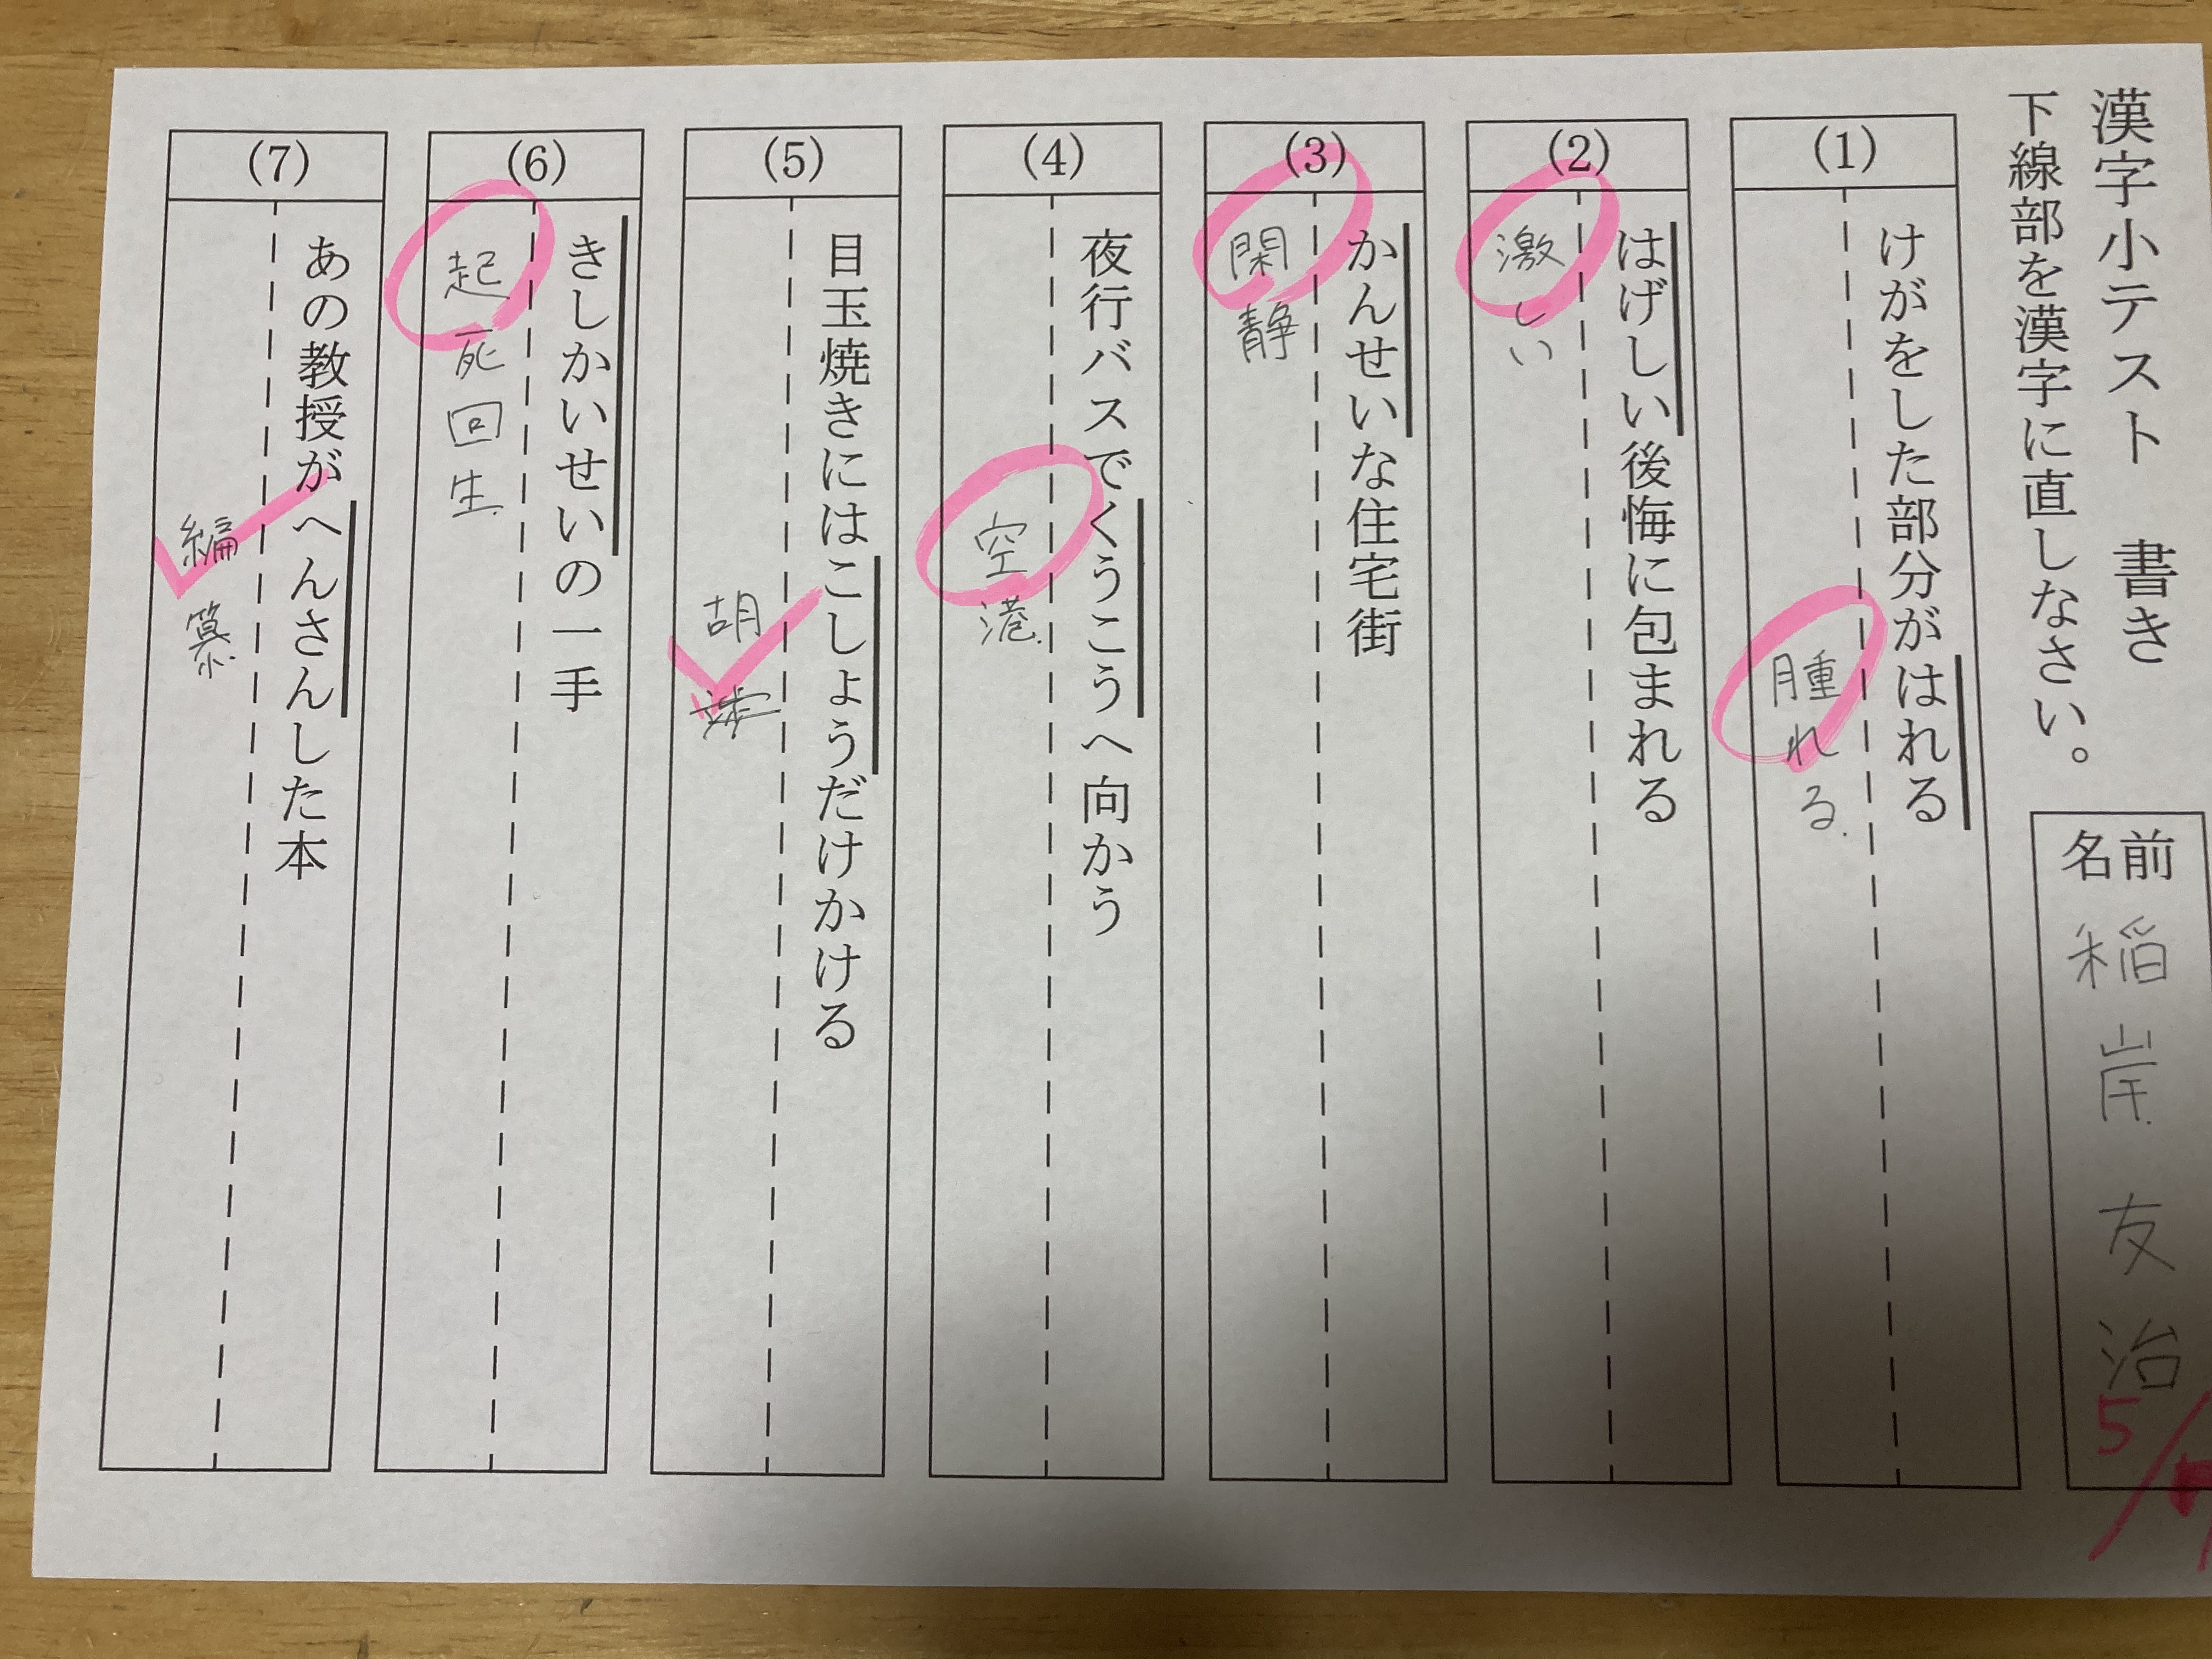 漢字小テスト 書き
下線部を漢字に直しなさい。
名前 稲岸友治
5/7
(1)
けがをした部分がはれる
腫れる
(2)
はげしい後悔に包まれる
激しい
(3)
かんせいな住宅街
閑静
(4)
夜行バスでくうこうへ向かう
空港
(5)
目玉焼きにはこしょうだけかける
胡
(6)
きしかいせいの一手
起死回生
(7)
あの教授がへんさんした本
編